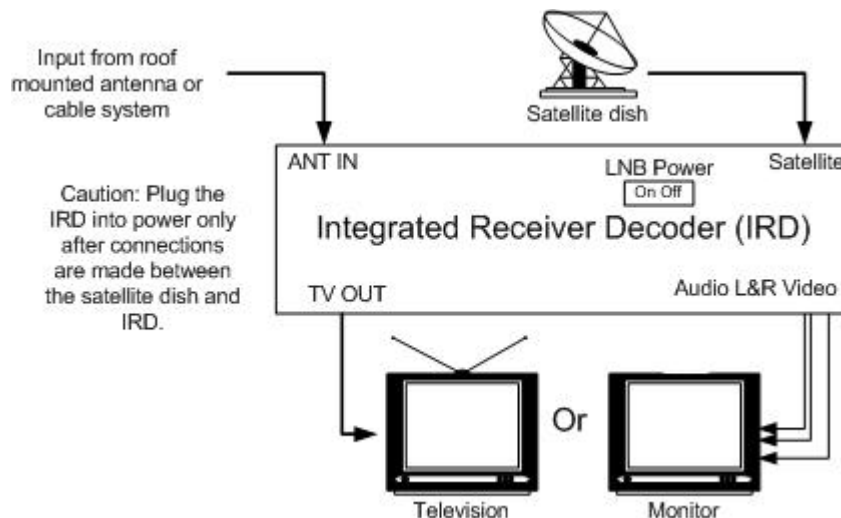 Input from roof
mounted antenna or
cable system
Satellite dish
ANT IN
LNB Power
Satellite
On Off
Caution: Plug the
IRD into power only
after connections
are made between
the satellite dish and
IRD.
Integrated Receiver Decoder (IRD)
TV OUT
Audio L&R Video
Or
Television
Monitor